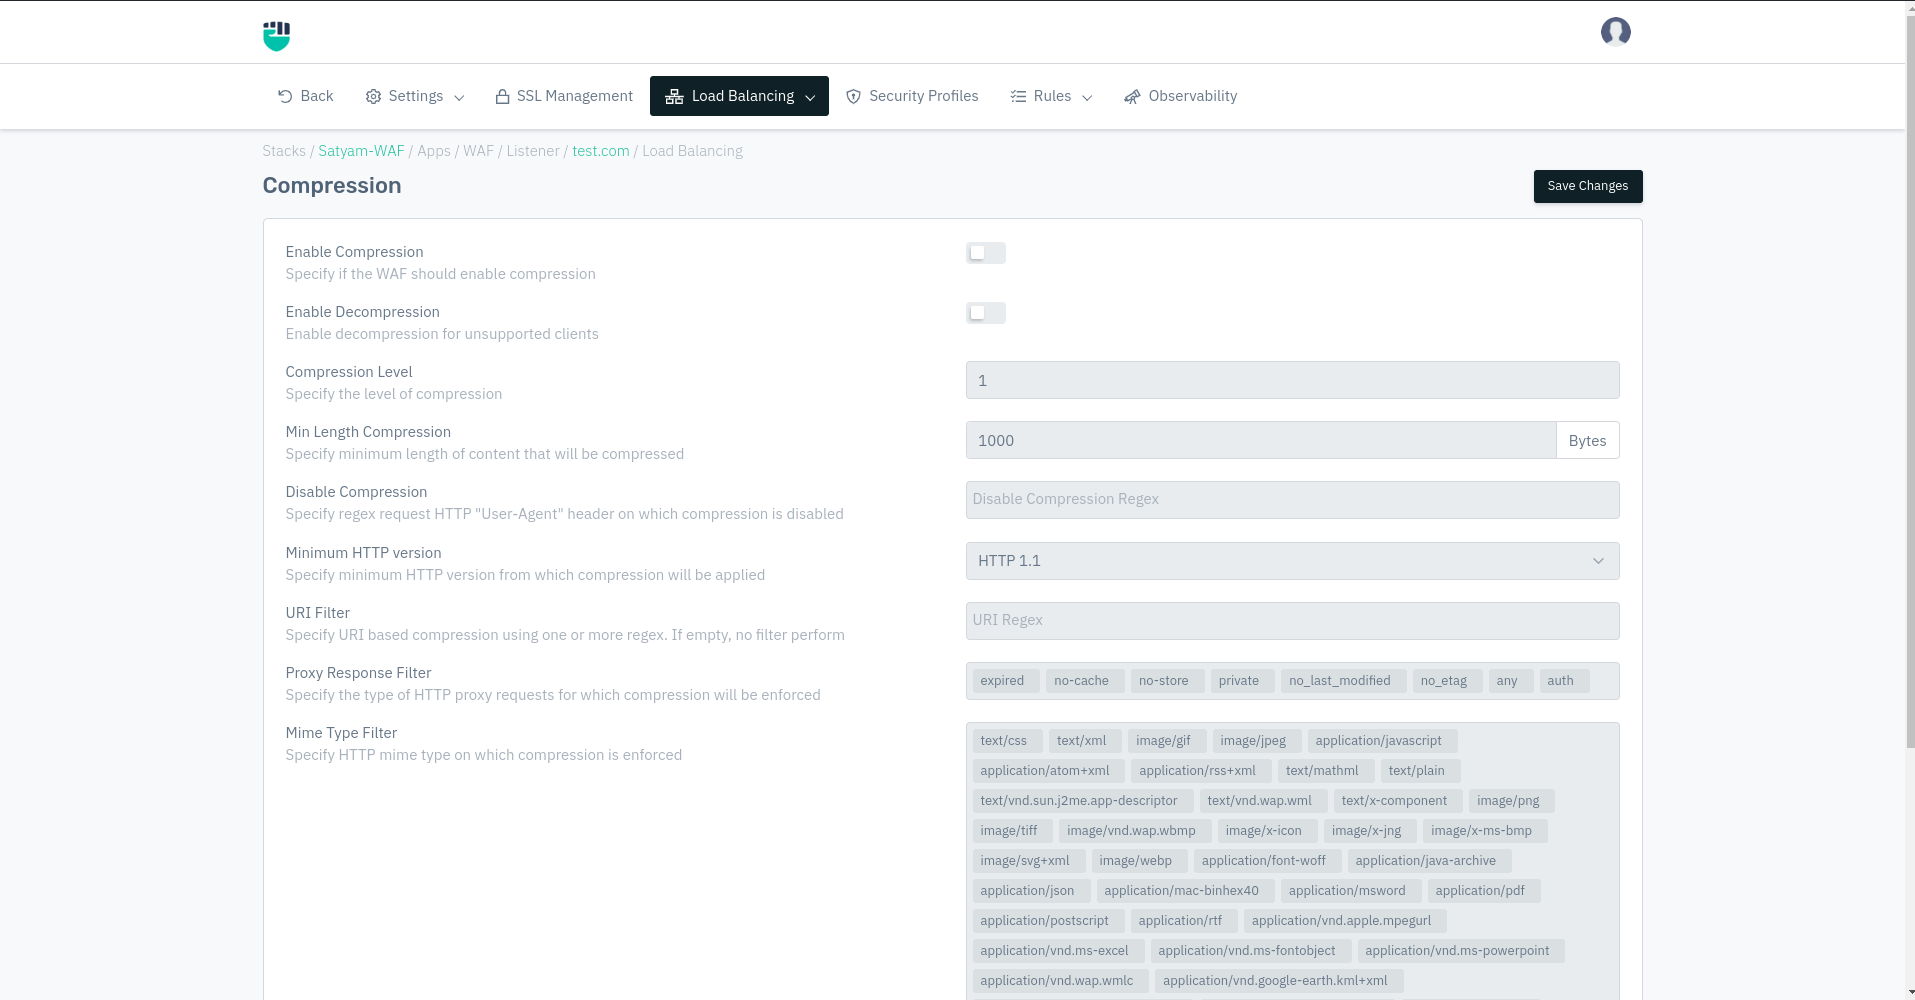 Back Settings SSL Management Load Balancing Security Profiles Rules Observability
Stacks / Satyam-WAF / Apps / WAF / Listener / test.com / Load Balancing
Compression
Save Changes
Enable Compression
Specify if the WAF should enable compression
Enable Decompression
Enable decompression for unsupported clients
Compression Level
Specify the level of compression
1
Min Length Compression
Specify minimum length of content that will be compressed
1000 Bytes
Disable Compression
Specify regex request HTTP "User-Agent" header on which compression is disabled
Disable Compression Regex
Minimum HTTP version
Specify minimum HTTP version from which compression will be applied
HTTP 1.1
URI Filter
Specify URI based compression using one or more regex. If empty, no filter perform
URI Regex
Proxy Response Filter
Specify the type of HTTP proxy requests for which compression will be enforced
expired no-cache no-store private no_last_modified no_etag any auth
Mime Type Filter
Specify HTTP mime type on which compression is enforced
text/css text/xml image/gif image/jpeg application/javascript
application/atom+xml application/rss+xml text/mathml text/plain
text/vnd.sun.j2me.app-descriptor text/vnd.wap.wml text/x-component image/png
image/tiff image/vnd.wap.wbmp image/x-icon image/x-jng image/x-ms-bmp
image/svg+xml image/webp application/font-woff application/java-archive
application/json application/mac-binhex40 application/msword application/pdf
application/postscript application/rtf application/vnd.apple.mpegurl
application/vnd.ms-excel application/vnd.ms-fontobject application/vnd.ms-powerpoint
application/vnd.wap.wmlc application/vnd.google-earth.kml+xml